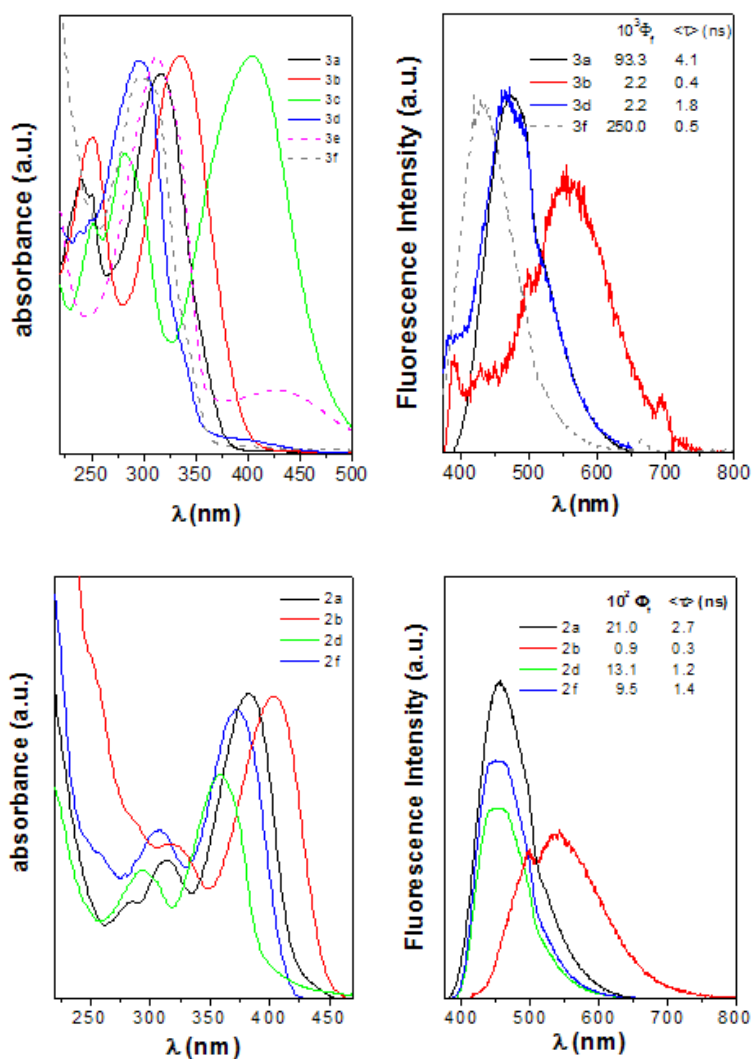 absorbance (a.u.)
3a
3b
3c
3d
3e
3f
250 300 350 400 450 500
λ (nm)
Fluorescence Intensity (a.u.)
10³Φf <τ> (ns)
3a 93.3 4.1
3b 2.2 0.4
3d 2.2 1.8
3f 250.0 0.5
400 500 600 700 800
λ (nm)
absorbance (a.u.)
2a
2b
2d
2f
250 300 350 400 450
λ (nm)
Fluorescence Intensity (a.u.)
10² Φf <τ> (ns)
2a 21.0 2.7
2b 0.9 0.3
2d 13.1 1.2
2f 9.5 1.4
400 500 600 700 800
λ (nm)